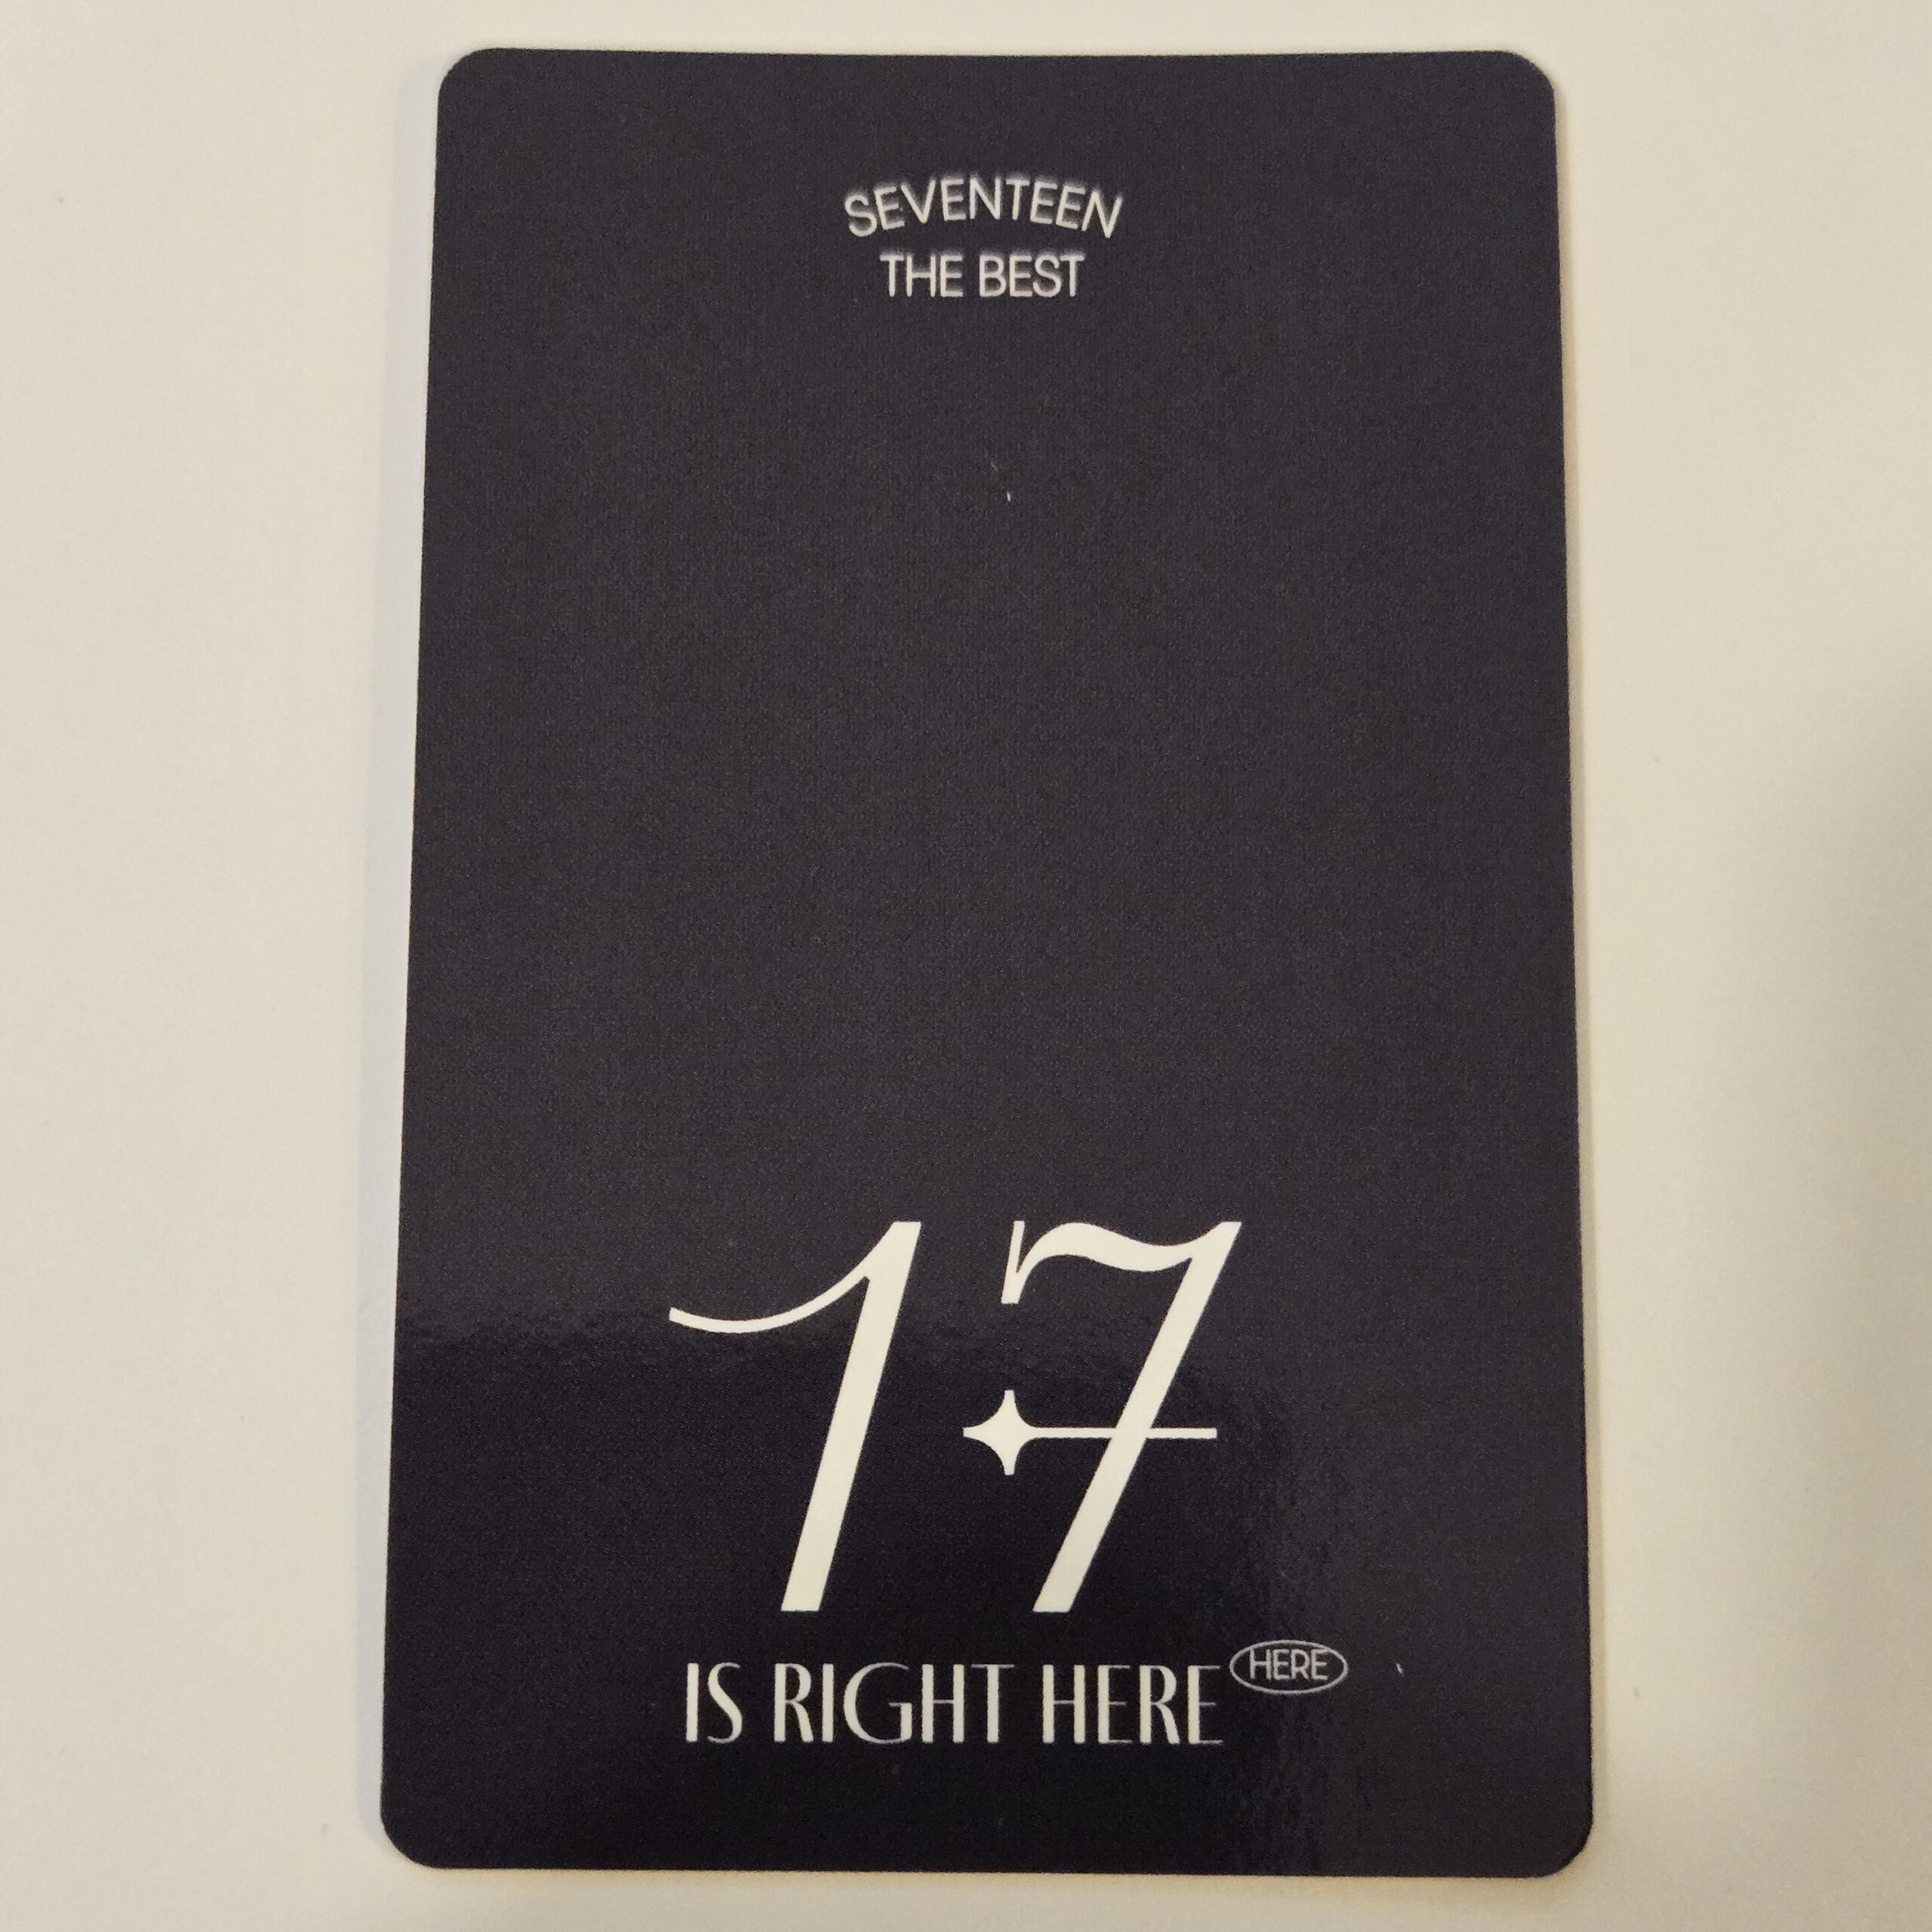 SEVENTEEN
THE BEST
17
IS RIGHT HERE HERE